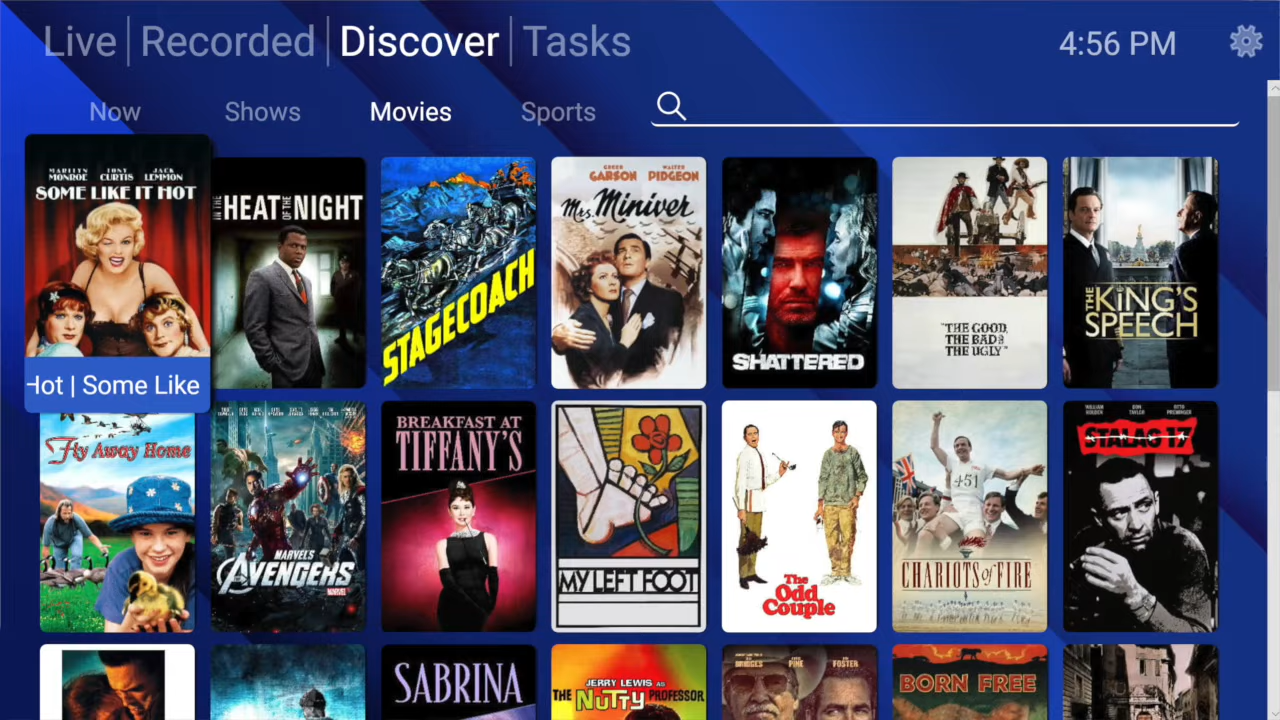 Live | Recorded | Discover | Tasks
4:56 PM
Now
Shows
Movies
Sports
MARILYN MONROE
TONY CURTIS
JACK LEMMON
SOME LIKE IT HOT
Hot | Some Like
IN THE HEAT OF THE NIGHT
STAGECOACH
GREER GARSON
WALTER PIDGEON
Mrs. Miniver
SHATTERED
"THE GOOD,
THE BAD &
THE UGLY"
THE KING'S
SPEECH
Fly Away Home
MARVEL'S
AVENGERS
MARVEL
BREAKFAST AT
TIFFANY'S
MY LEFT FOOT
The
Odd
Couple
451
CHARIOTS of FIRE
WILLIAM HOLDEN
DON TAYLOR
OTTO PREMINGER
STALAG 17
SABRINA
JERRY LEWIS AS
THE NUTTY PROFESSOR
BRIDGES
PINE
FOSTER
BORN FREE